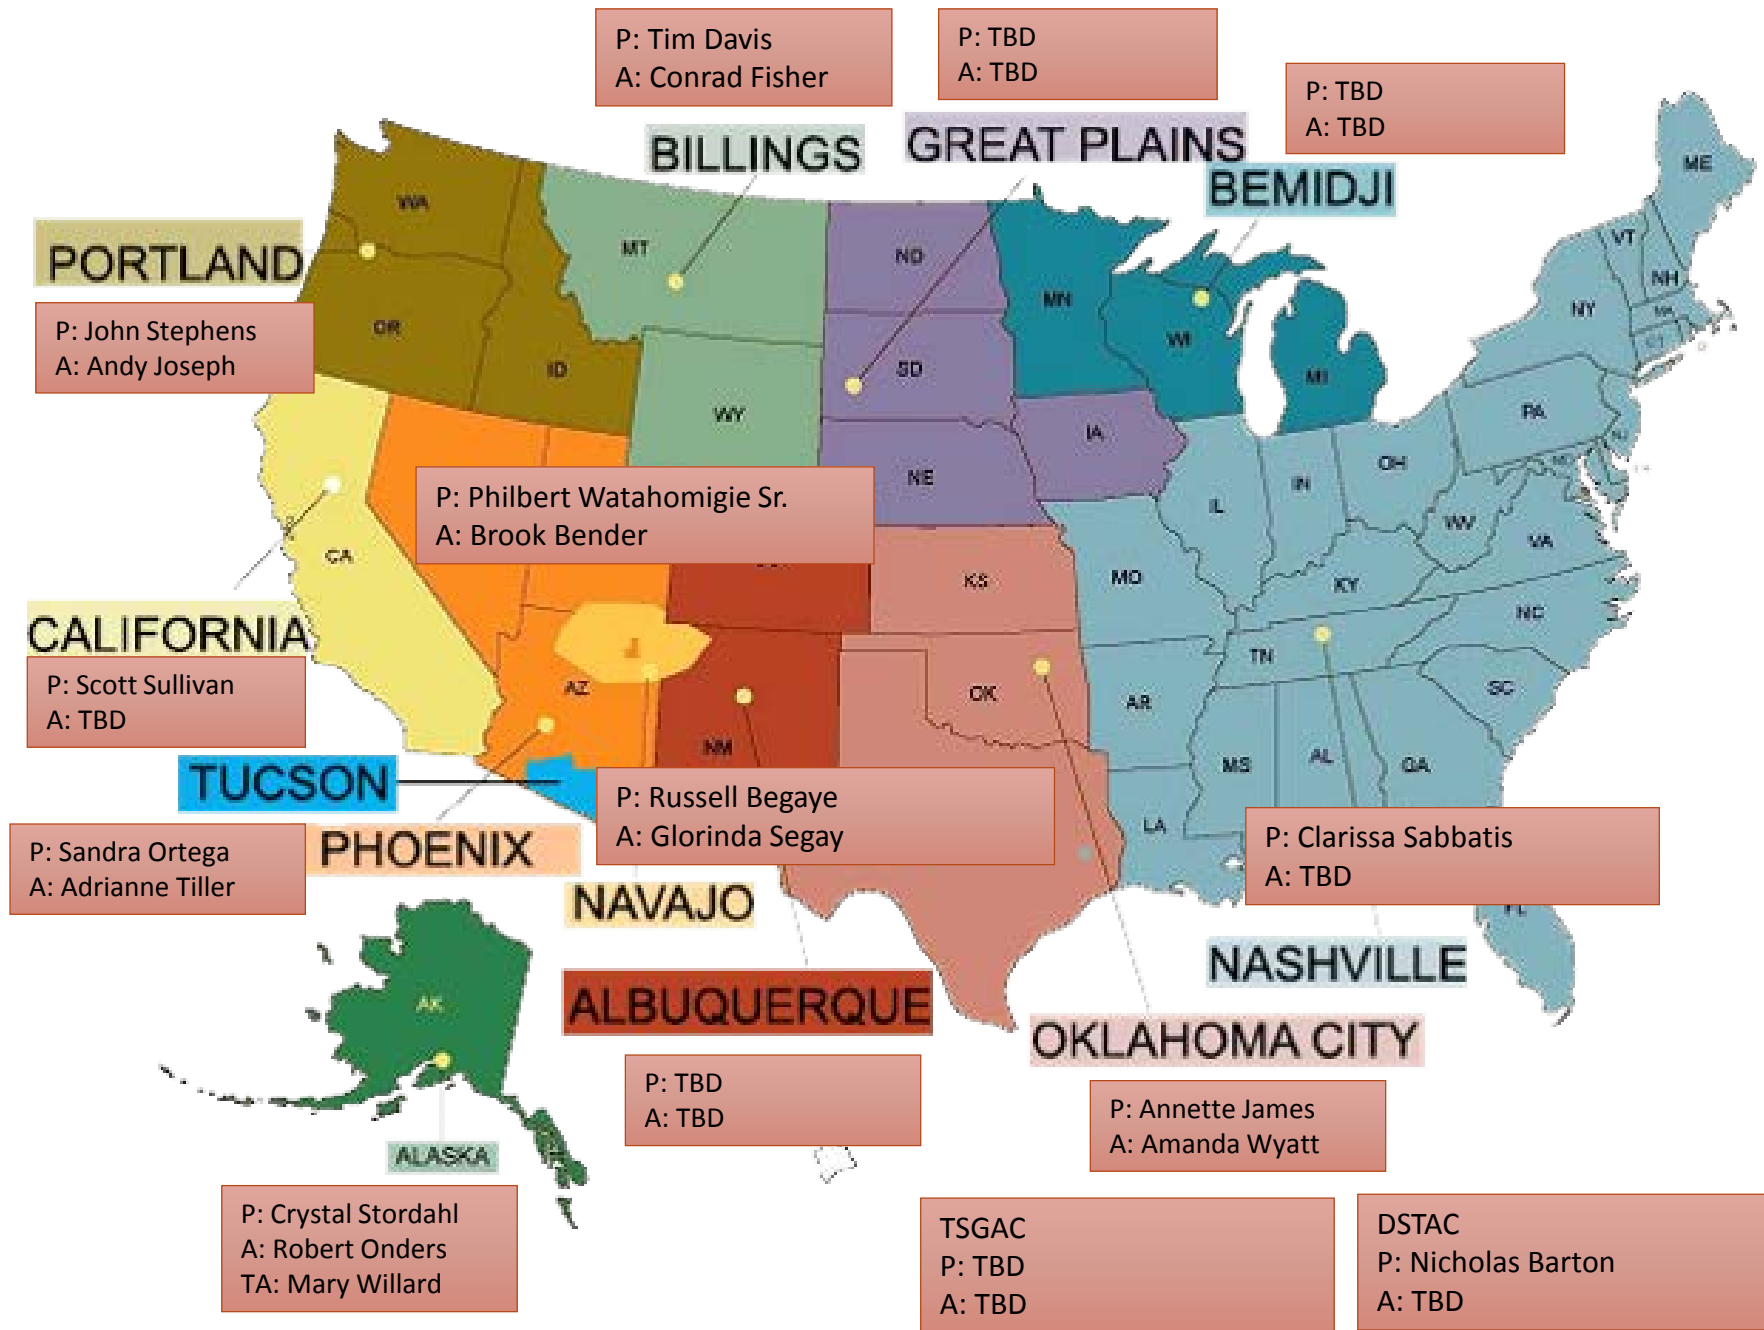 P: Tim Davis
A: Conrad Fisher
P: TBD
A: TBD
P: TBD
A: TBD
BILLINGS
GREAT PLAINS
BEMIDJI
PORTLAND
P: John Stephens
A: Andy Joseph
WA
OR
ID
MT
WY
ND
SD
NE
IA
MN
WI
MI
ME
VT
NH
NY
PA
P: Philbert Watahomigie Sr.
A: Brook Bender
CA
KS
MO
IL
IN
OH
KY
WV
VA
NC
SC
TN
AR
OK
AZ
NM
MS
AL
GA
LA
FL
CALIFORNIA
P: Scott Sullivan
A: TBD
TUCSON
P: Sandra Ortega
A: Adrianne Tiller
PHOENIX
P: Russell Begaye
A: Glorinda Segay
NAVAJO
P: Clarissa Sabbatis
A: TBD
NASHVILLE
ALBUQUERQUE
P: TBD
A: TBD
OKLAHOMA CITY
P: Annette James
A: Amanda Wyatt
AK
ALASKA
P: Crystal Stordahl
A: Robert Onders
TA: Mary Willard
TSGAC
P: TBD
A: TBD
DSTAC
P: Nicholas Barton
A: TBD